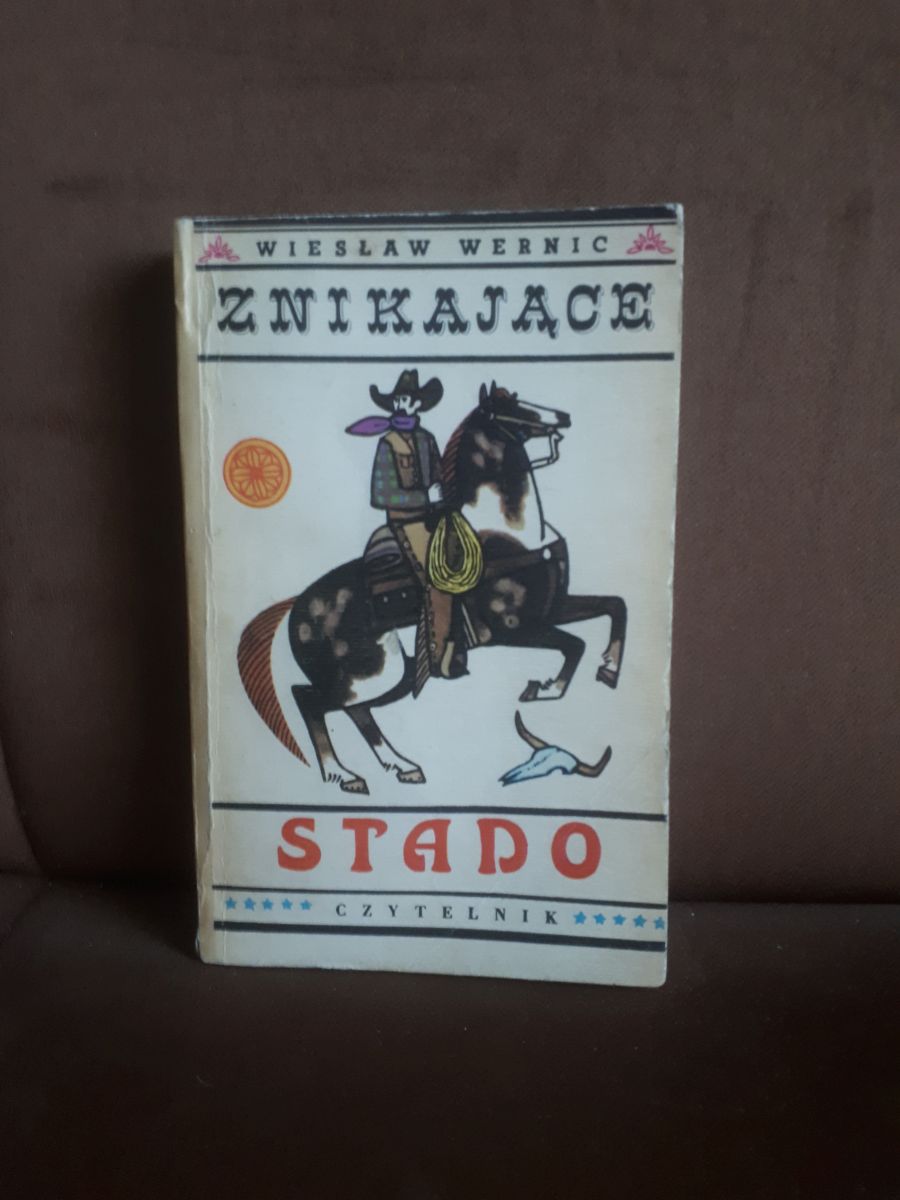 WIESŁAW WERNIC
ZNIKAJĄCE
STADO
CZYTELNIK